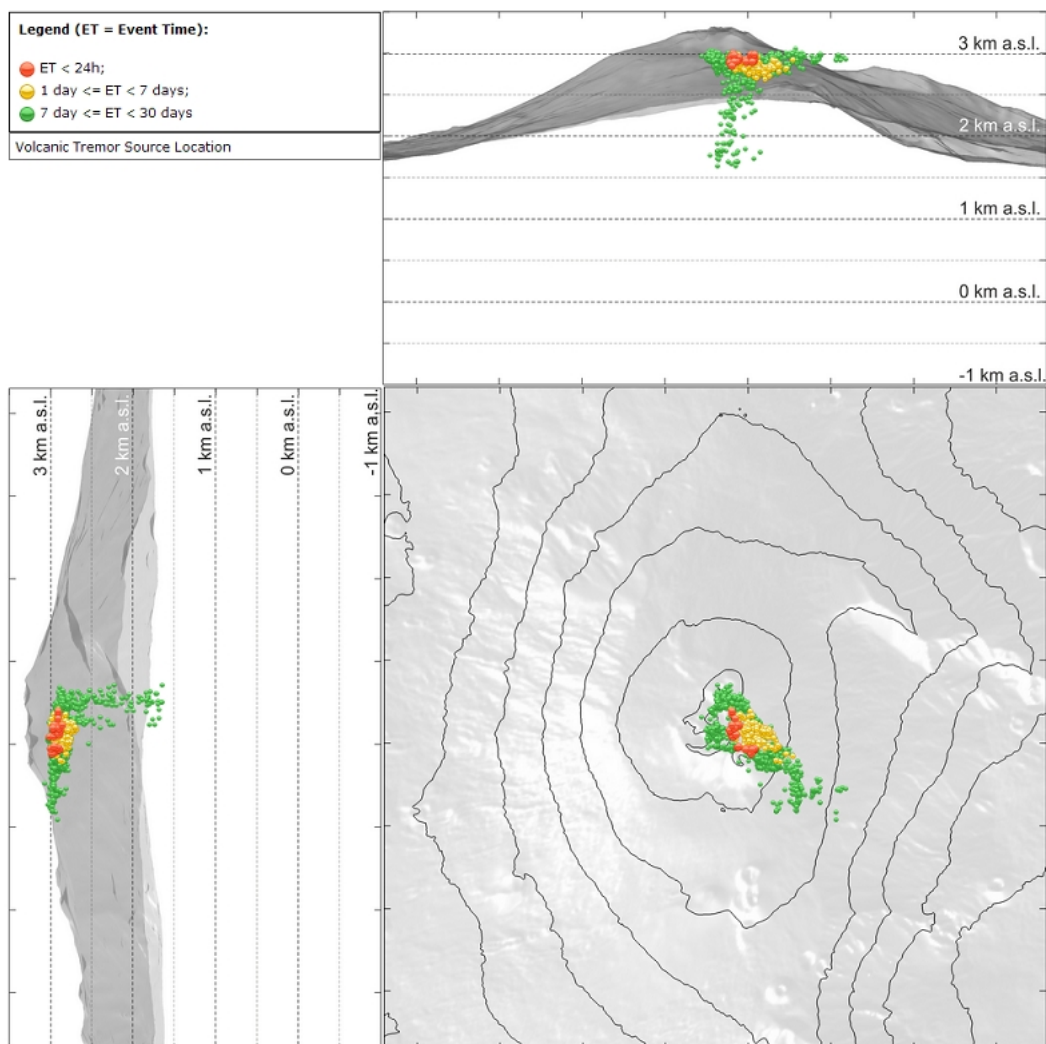 Legend (ET = Event Time):
ET < 24h;
1 day <= ET < 7 days;
7 day <= ET < 30 days
Volcanic Tremor Source Location
3 km a.s.l.
2 km a.s.l.
1 km a.s.l.
0 km a.s.l.
-1 km a.s.l.
3 km a.s.l.
2 km a.s.l.
1 km a.s.l.
0 km a.s.l.
-1 km a.s.l.